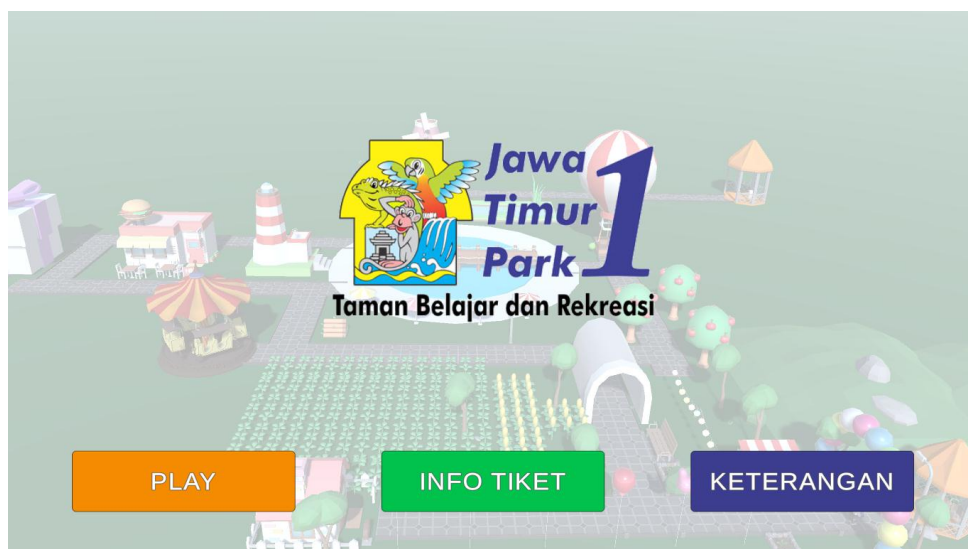 Jawa
Timur
Park 1
Taman Belajar dan Rekreasi
PLAY
INFO TIKET
KETERANGAN